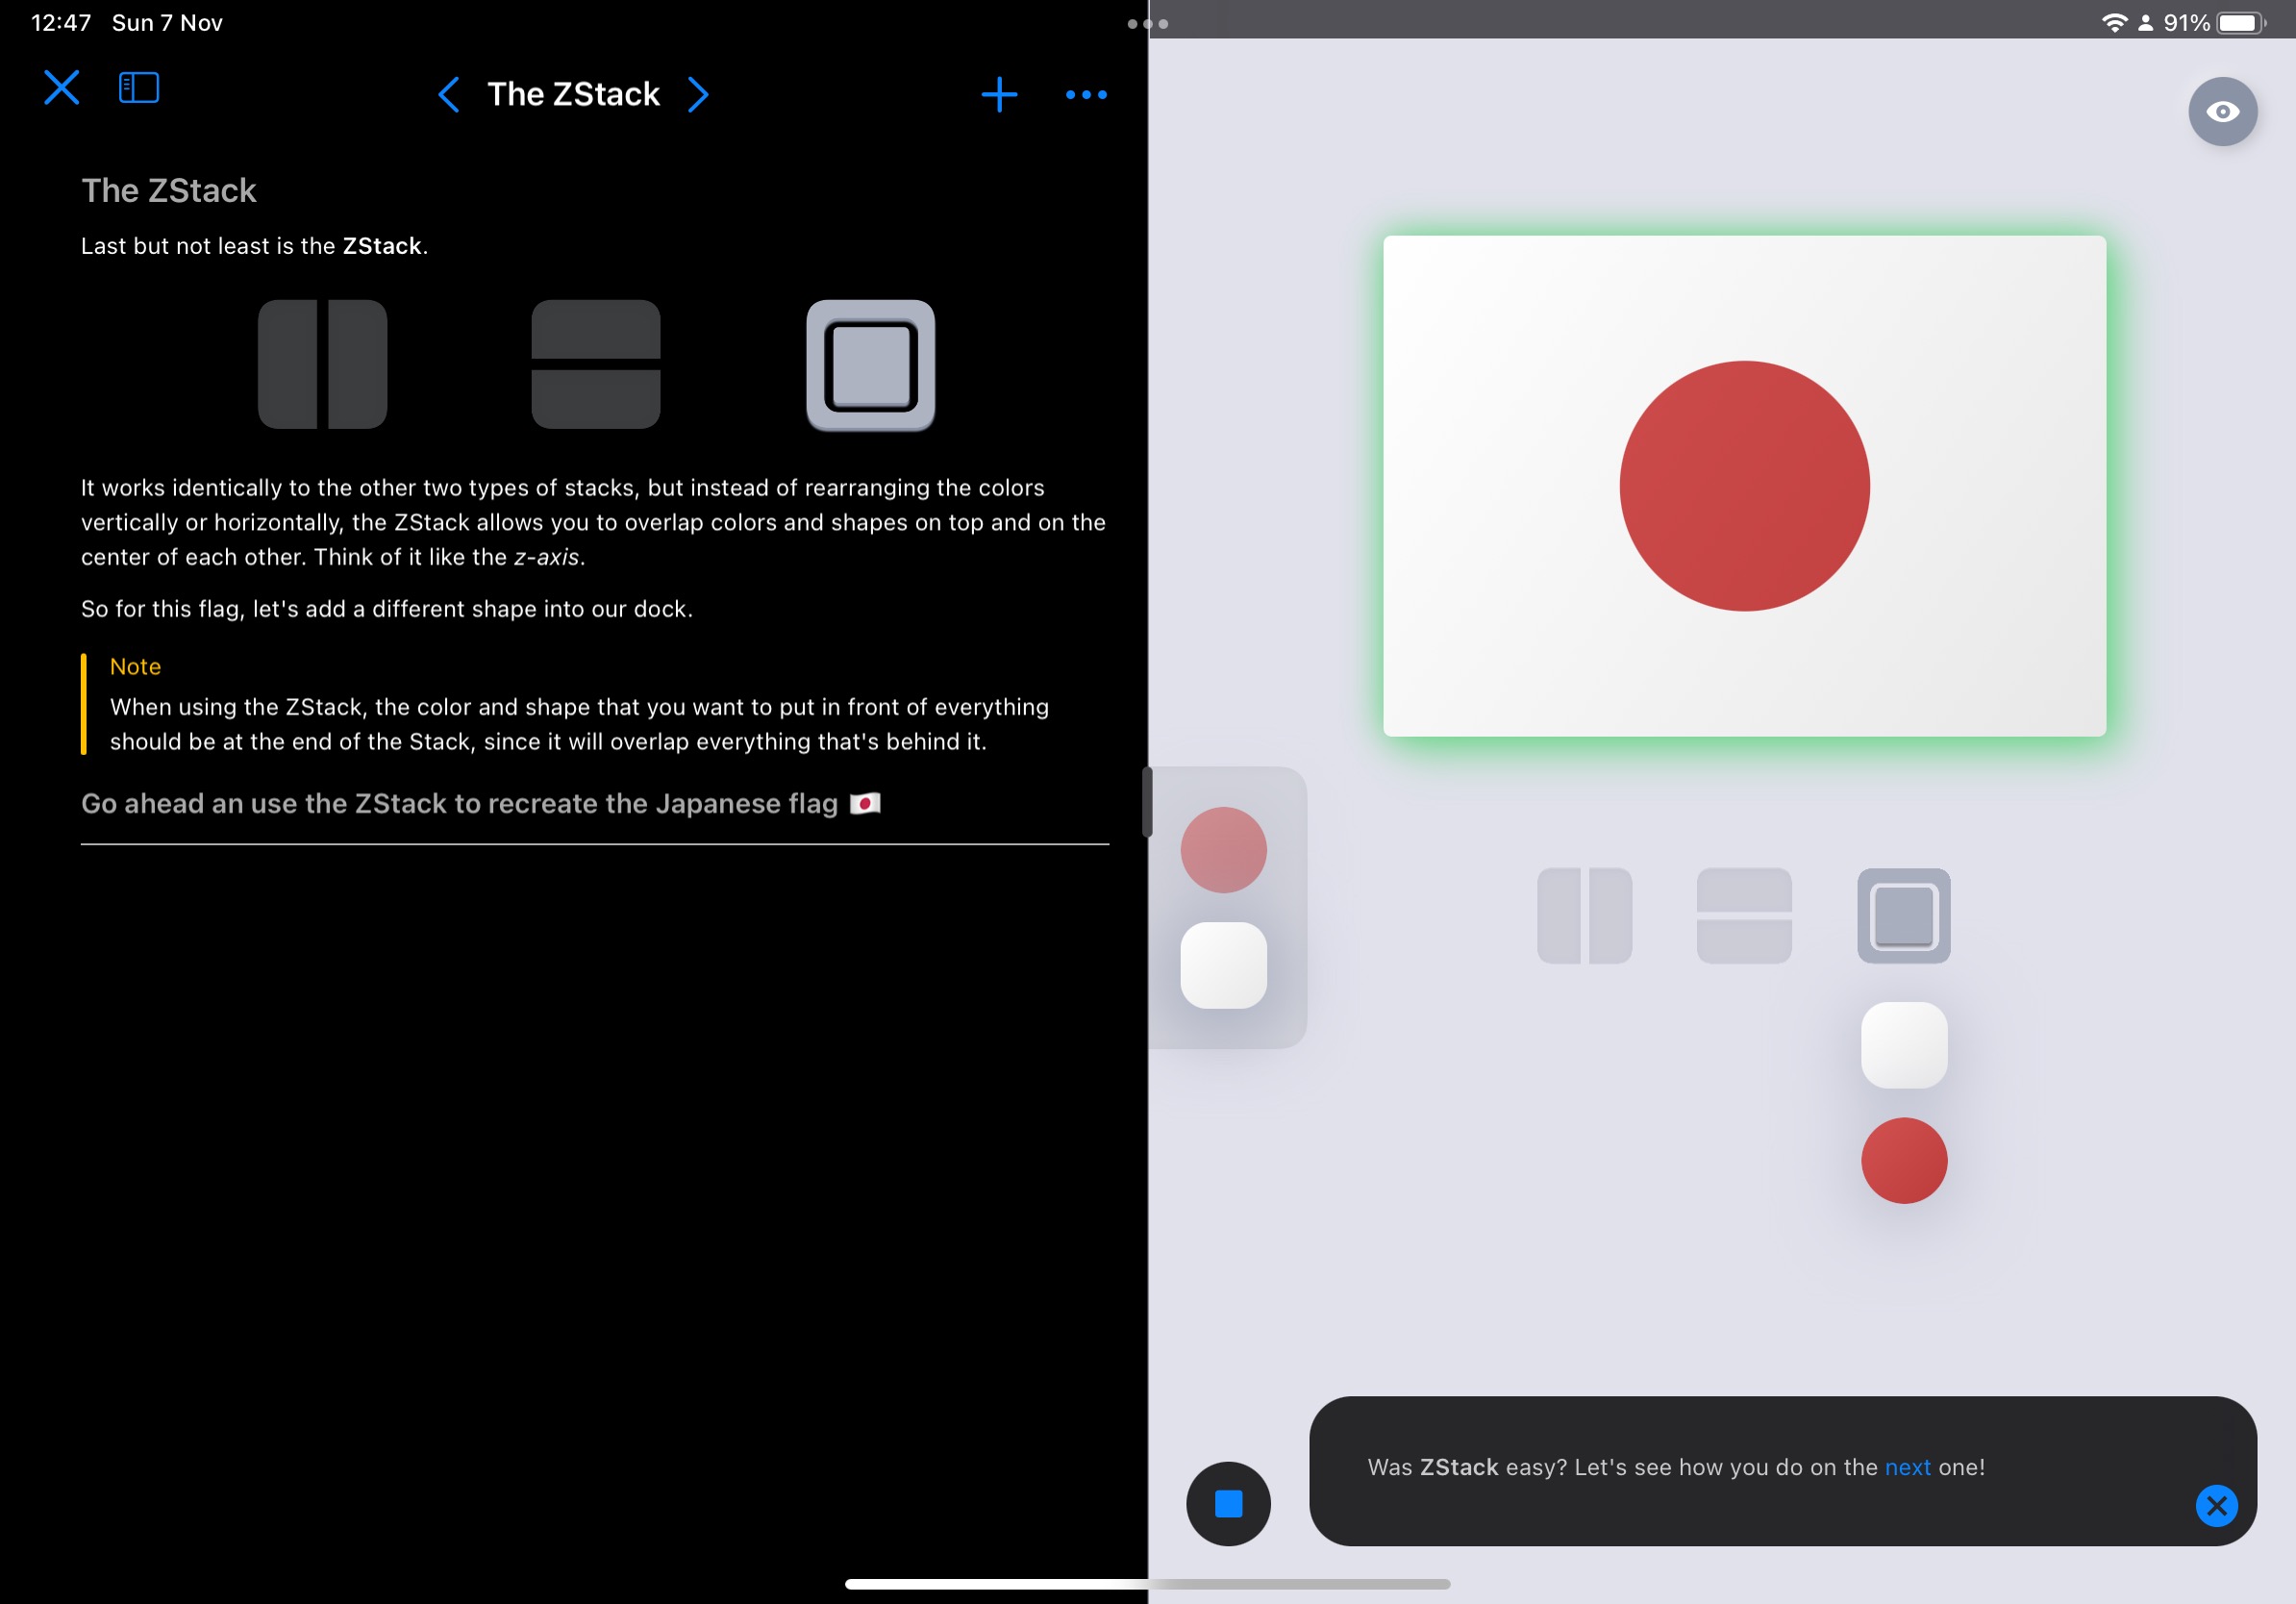 12:47 Sun 7 Nov
91%
The ZStack
The ZStack
Last but not least is the ZStack.
It works identically to the other two types of stacks, but instead of rearranging the colors
vertically or horizontally, the ZStack allows you to overlap colors and shapes on top and on the
center of each other. Think of it like the z-axis.
So for this flag, let's add a different shape into our dock.
Note
When using the ZStack, the color and shape that you want to put in front of everything
should be at the end of the Stack, since it will overlap everything that's behind it.
Go ahead an use the ZStack to recreate the Japanese flag 🇯🇵
Was ZStack easy? Let's see how you do on the next one!